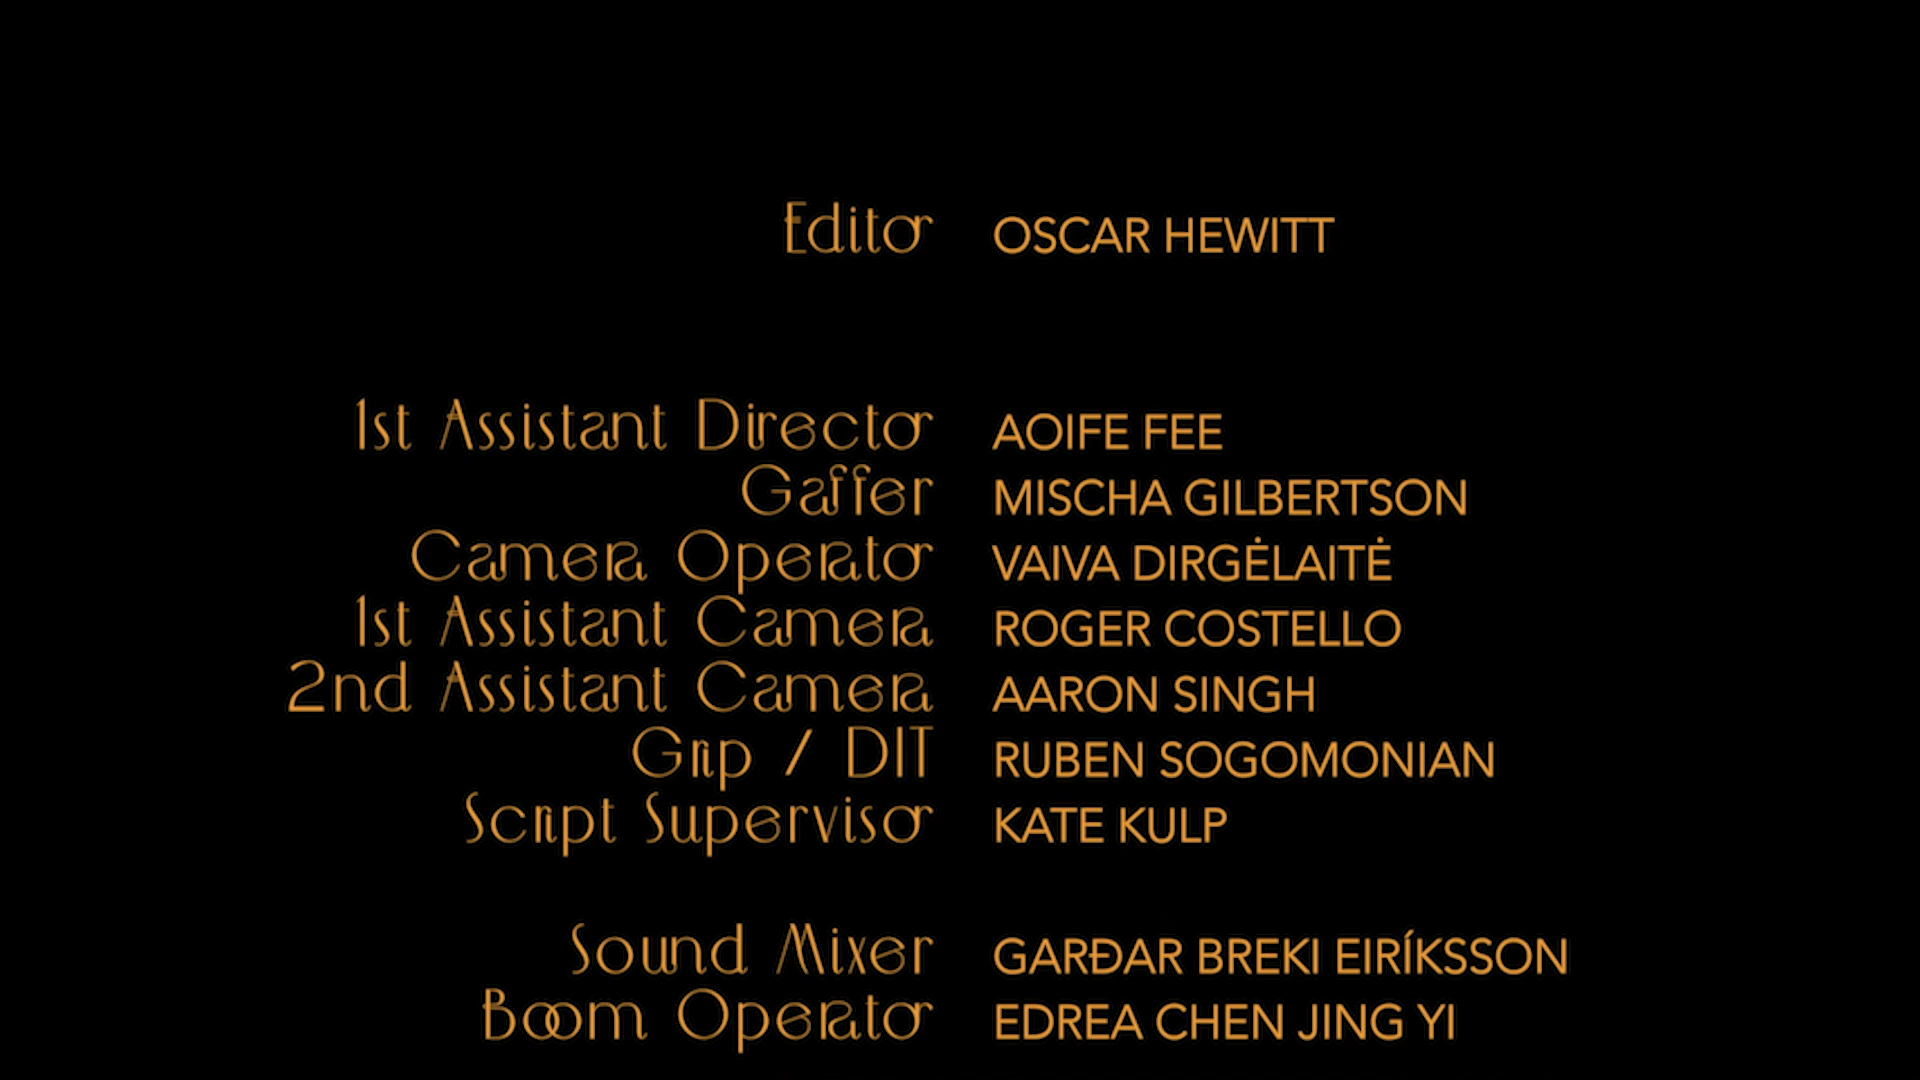 Editor OSCAR HEWITT
1st Assistant Director AOIFE FEE
Gaffer MISCHA GILBERTSON
Camera Operator VAIVA DIRGĖLAITĖ
1st Assistant Camera ROGER COSTELLO
2nd Assistant Camera AARON SINGH
Grip / DIT RUBEN SOGOMONIAN
Script Supervisor KATE KULP
Sound Mixer GARÐAR BREKI EIRÍKSSON
Boom Operator EDREA CHEN JING YI